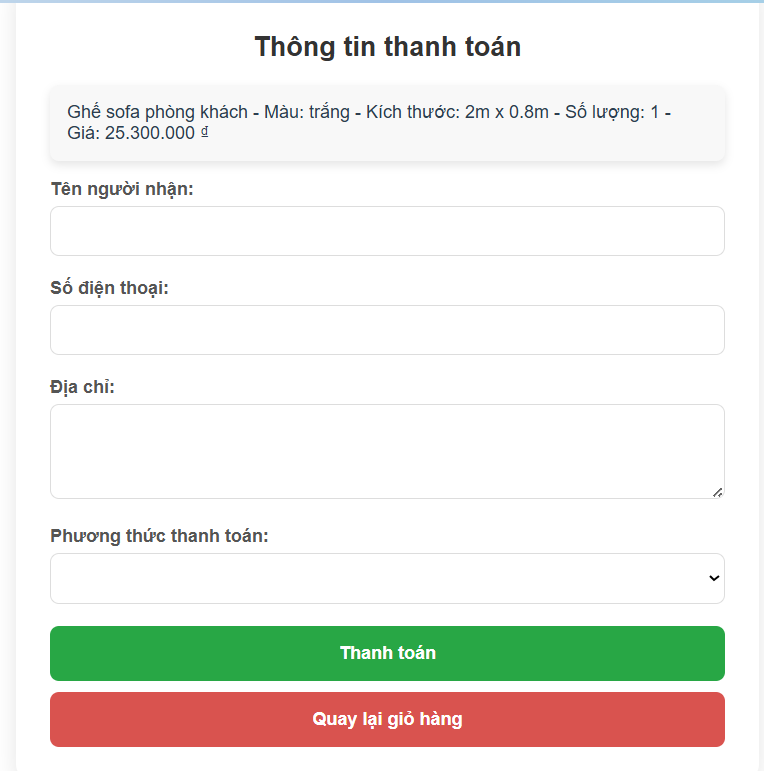 Thông tin thanh toán
Ghế sofa phòng khách - Màu: trắng - Kích thước: 2m x 0.8m - Số lượng: 1 -
Giá: 25.300.000 ₫
Tên người nhận:
Số điện thoại:
Địa chỉ:
Phương thức thanh toán:
Thanh toán
Quay lại giỏ hàng